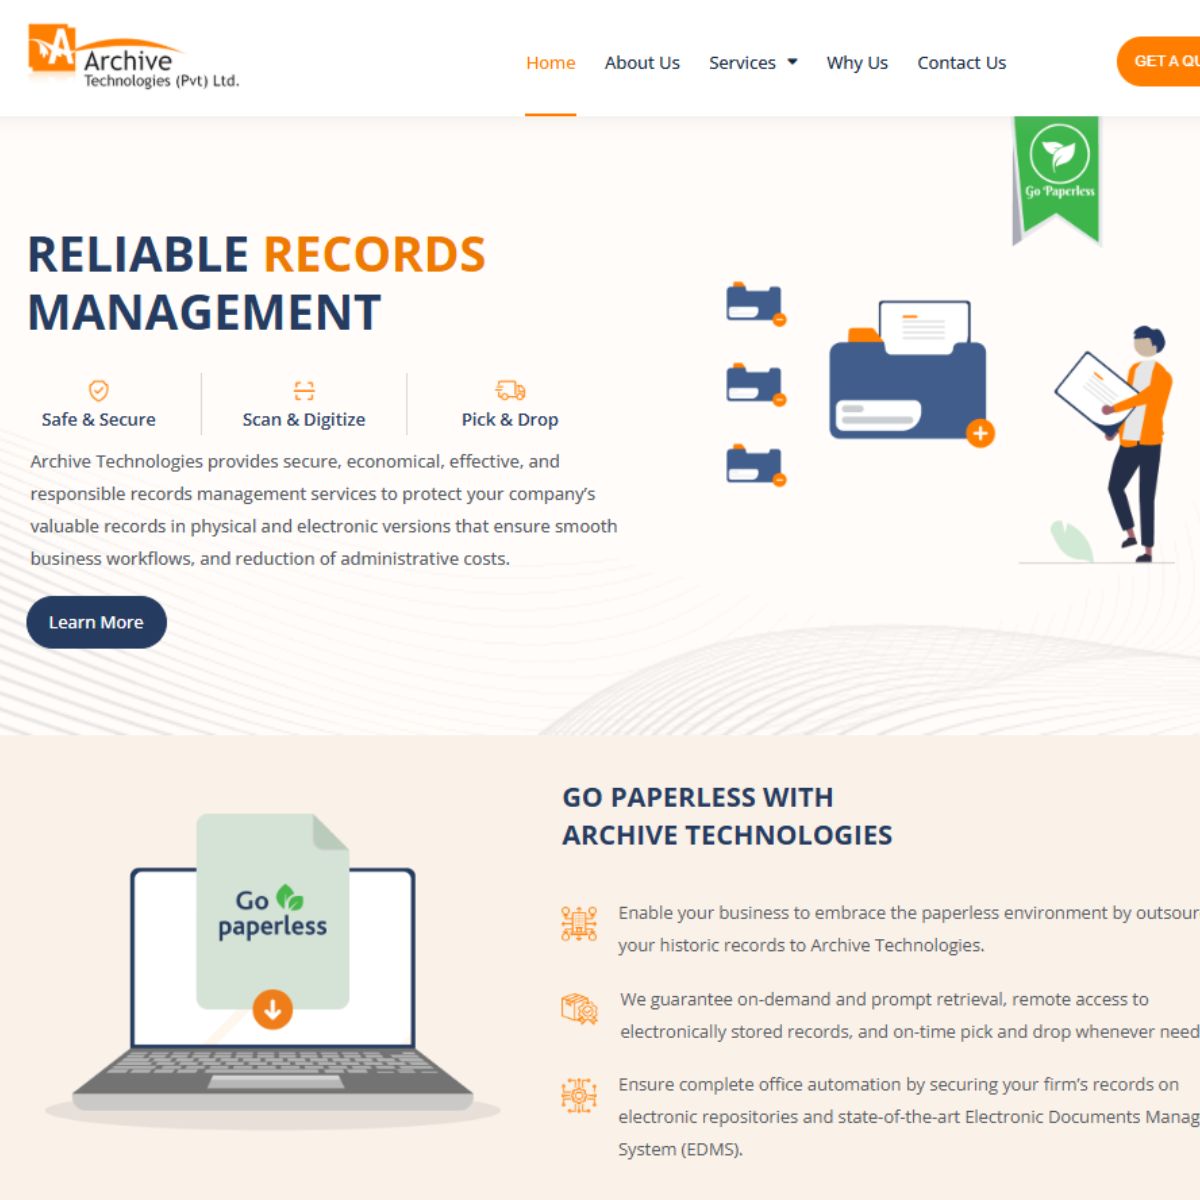 Archive
Technologies (Pvt) Ltd.
Home
About Us
Services
Why Us
Contact Us
GET A
Go Paperless
RELIABLE RECORDS
MANAGEMENT
Safe & Secure
Scan & Digitize
Pick & Drop
Archive Technologies provides secure, economical, effective, and
responsible records management services to protect your company's
valuable records in physical and electronic versions that ensure smooth
business workflows, and reduction of administrative costs.
Learn More
Go
paperless
GO PAPERLESS WITH
ARCHIVE TECHNOLOGIES
Enable your business to embrace the paperless environment by
your historic records to Archive Technologies.
We guarantee on-demand and prompt retrieval, remote access to
electronically stored records, and on-time pick and drop whenever
Ensure complete office automation by securing your firm's records on
electronic repositories and state-of-the-art Electronic Documents
System (EDMS).